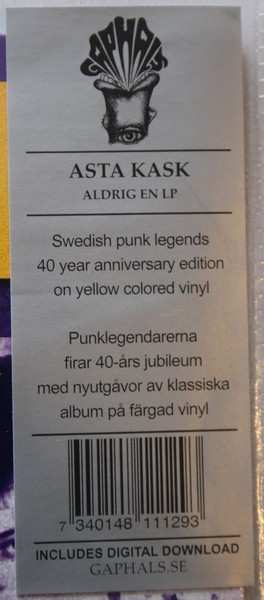 GAPHALS
ASTA KASK
ALDRIG EN LP
Swedish punk legends
40 year anniversary edition
on yellow colored vinyl
Punklegendarerna
firar 40-års jubileum
med nyutgåvor av klassiska
album på färgad vinyl
7 340148 111293
INCLUDES DIGITAL DOWNLOAD
GAPHALS.SE